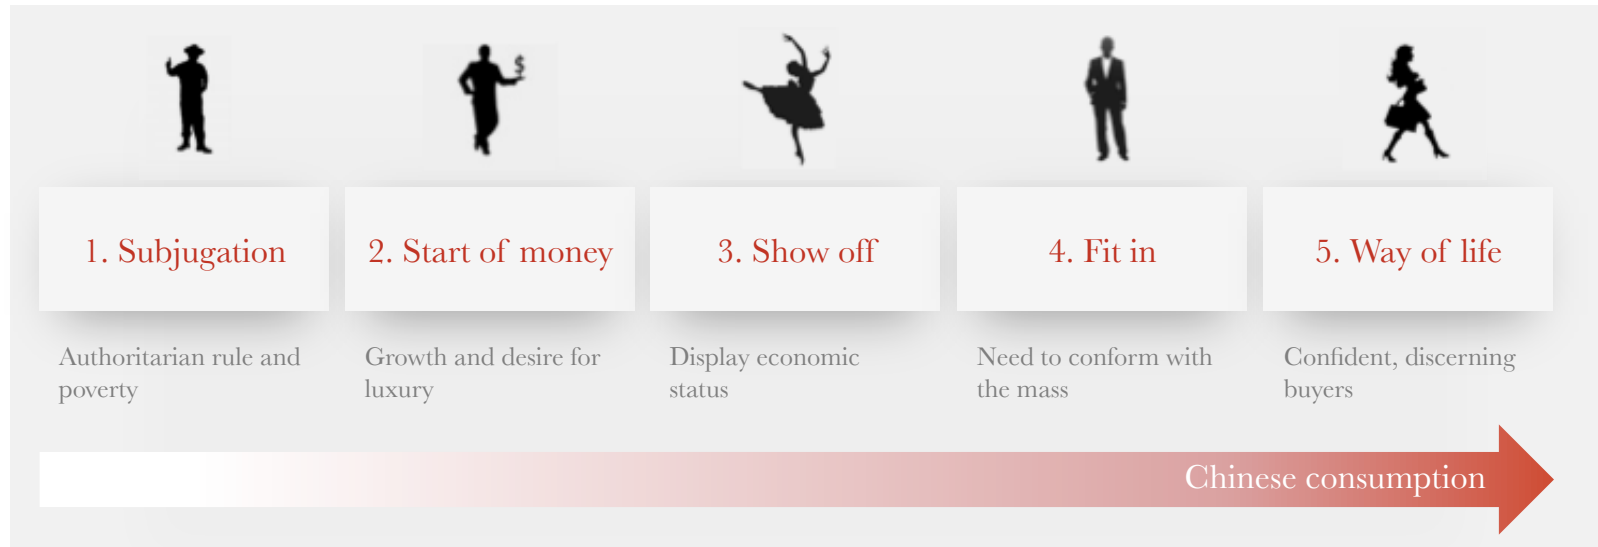 $
1. Subjugation
2. Start of money
3. Show off
4. Fit in
5. Way of life
Authoritarian rule and
poverty
Growth and desire for
luxury
Display economic
status
Need to conform with
the mass
Confident, discerning
buyers
Chinese consumption